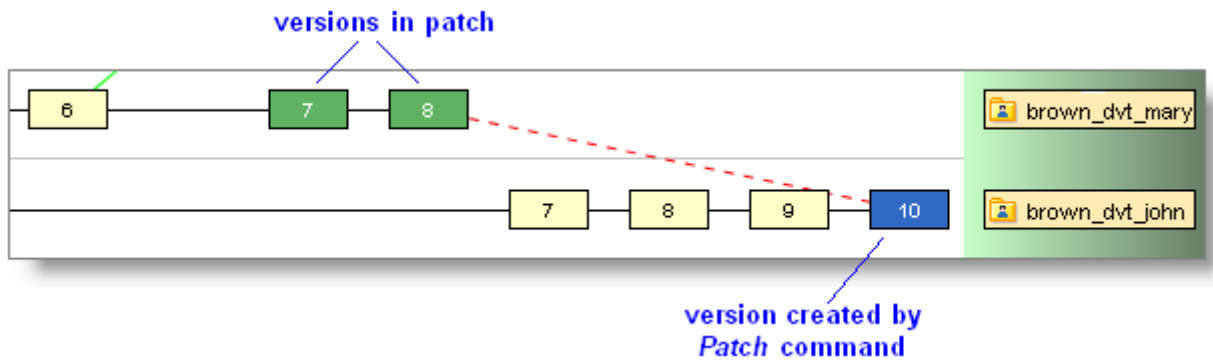 versions in patch
6
7
8
brown_dvt_mary
7
8
9
10
brown_dvt_john
version created by
Patch command